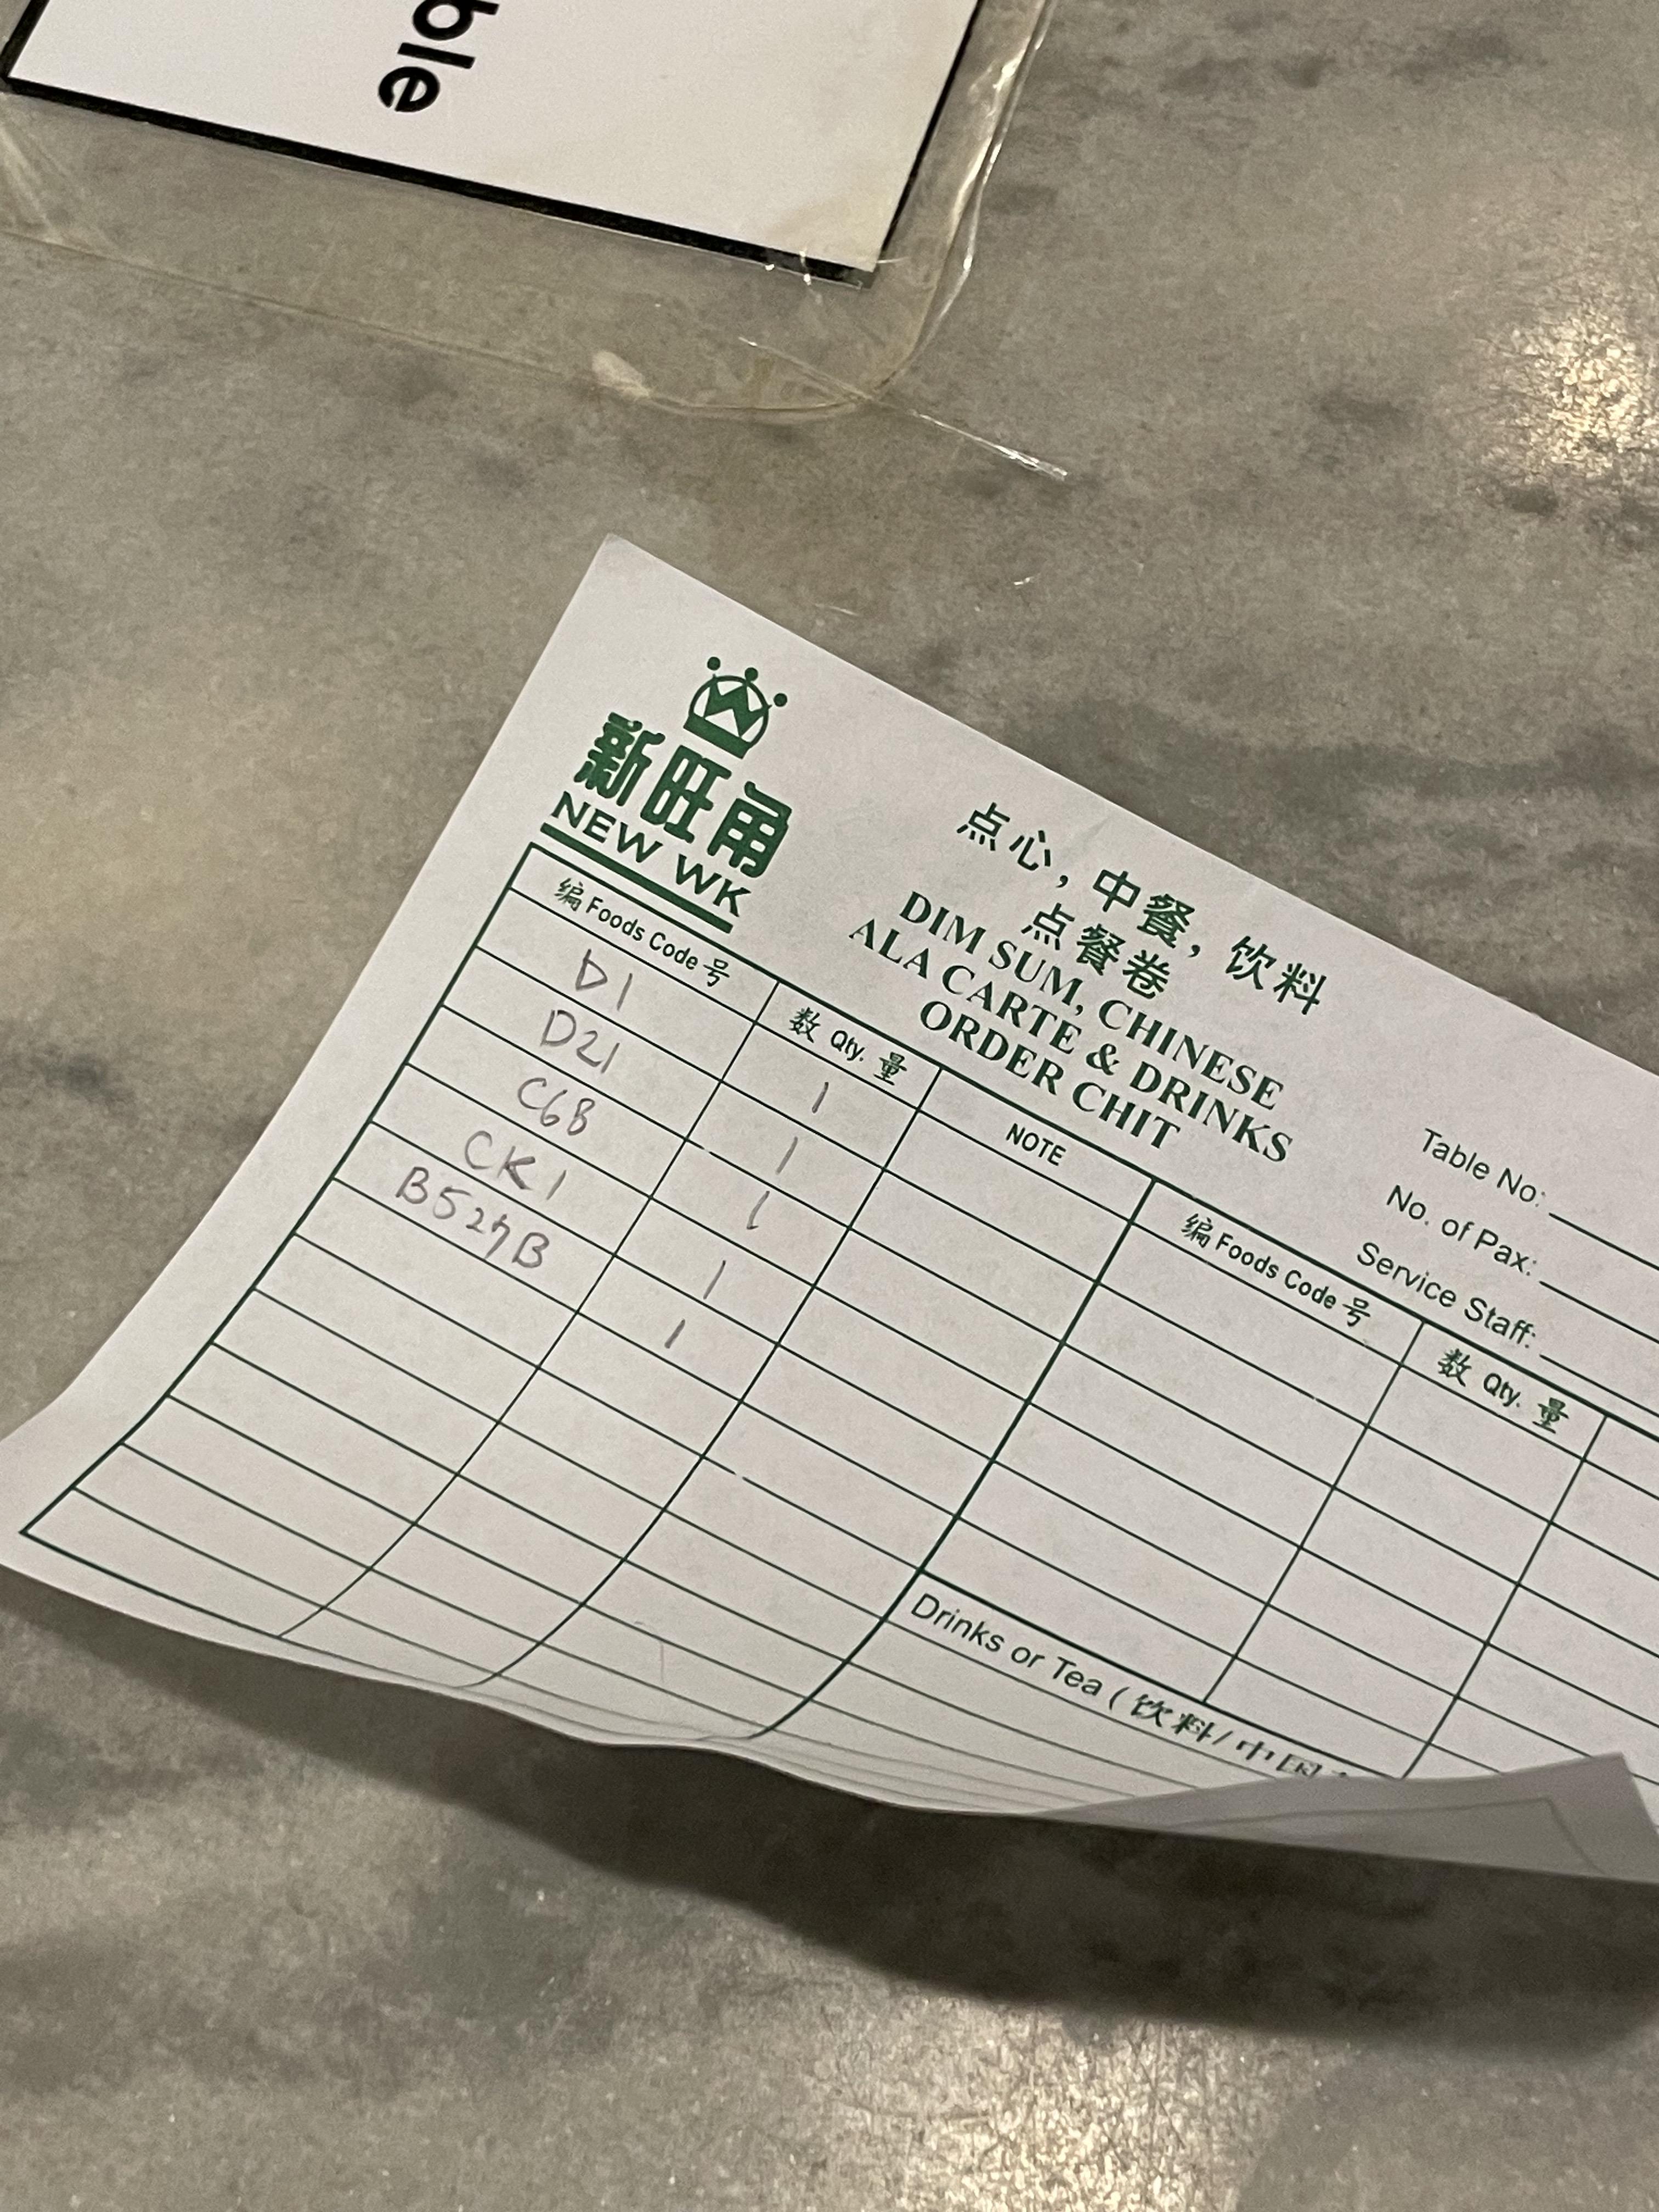 ble
新旺角
NEW WK
点心，中餐，饮料
点餐卷
DIM SUM, CHINESE
ALA CARTE & DRINKS
ORDER CHIT
Table No:
No. of Pax:
Service Staff:
编 Foods Code 号 数 Qty. 量 NOTE 编 Foods Code 号 数 Qty. 量
D1 1
D21 1
C6B 1
CK1 1
B527B 1
Drinks or Tea (饮料/中国